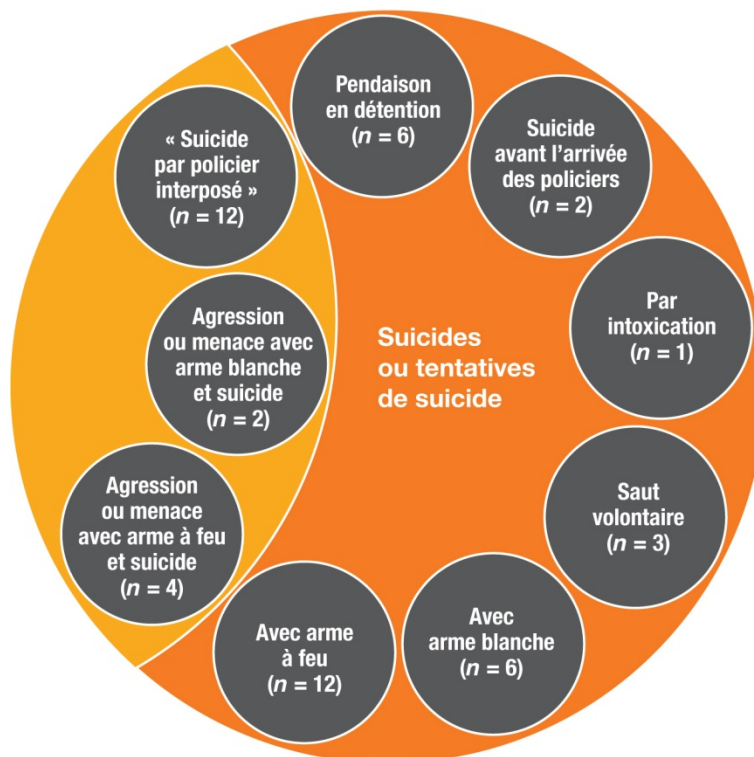 Pendaison
en détention
(n = 6)
Suicide
avant l'arrivée
des policiers
(n = 2)
« Suicide
par policier
interposé »
(n = 12)
Par
intoxication
(n = 1)
Agression
ou menace avec
arme blanche
et suicide
(n = 2)
Suicides
ou tentatives
de suicide
Agression
ou menace
avec arme à feu
et suicide
(n = 4)
Saut
volontaire
(n = 3)
Avec arme
à feu
(n = 12)
Avec
arme blanche
(n = 6)